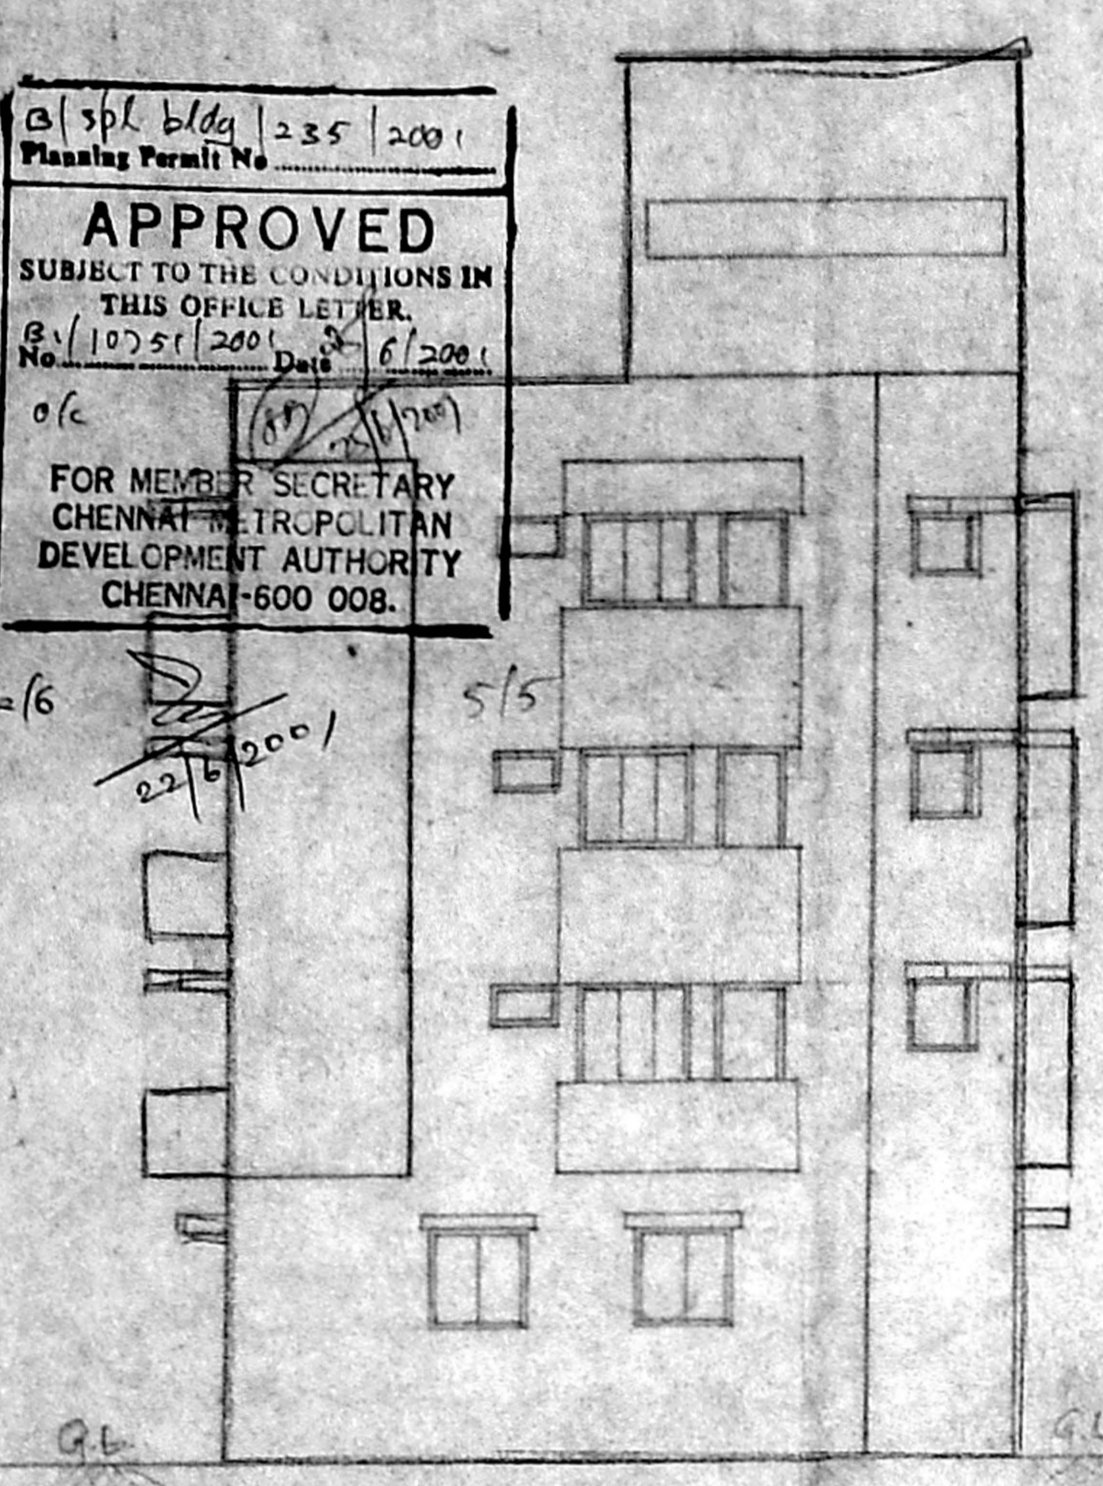 B/spl bldg/235/2001
Planning Permit No
APPROVED
SUBJECT TO THE CONDITIONS IN
THIS OFFICE LETTER.
B1/10751/2001 6/2001
No. Date
o/c
25/6/2001
FOR MEMBER SECRETARY
CHENNAI METROPOLITAN
DEVELOPMENT AUTHORITY
CHENNAI-600 008.
/6
5/5
22/6/2001
G.L.
G.L